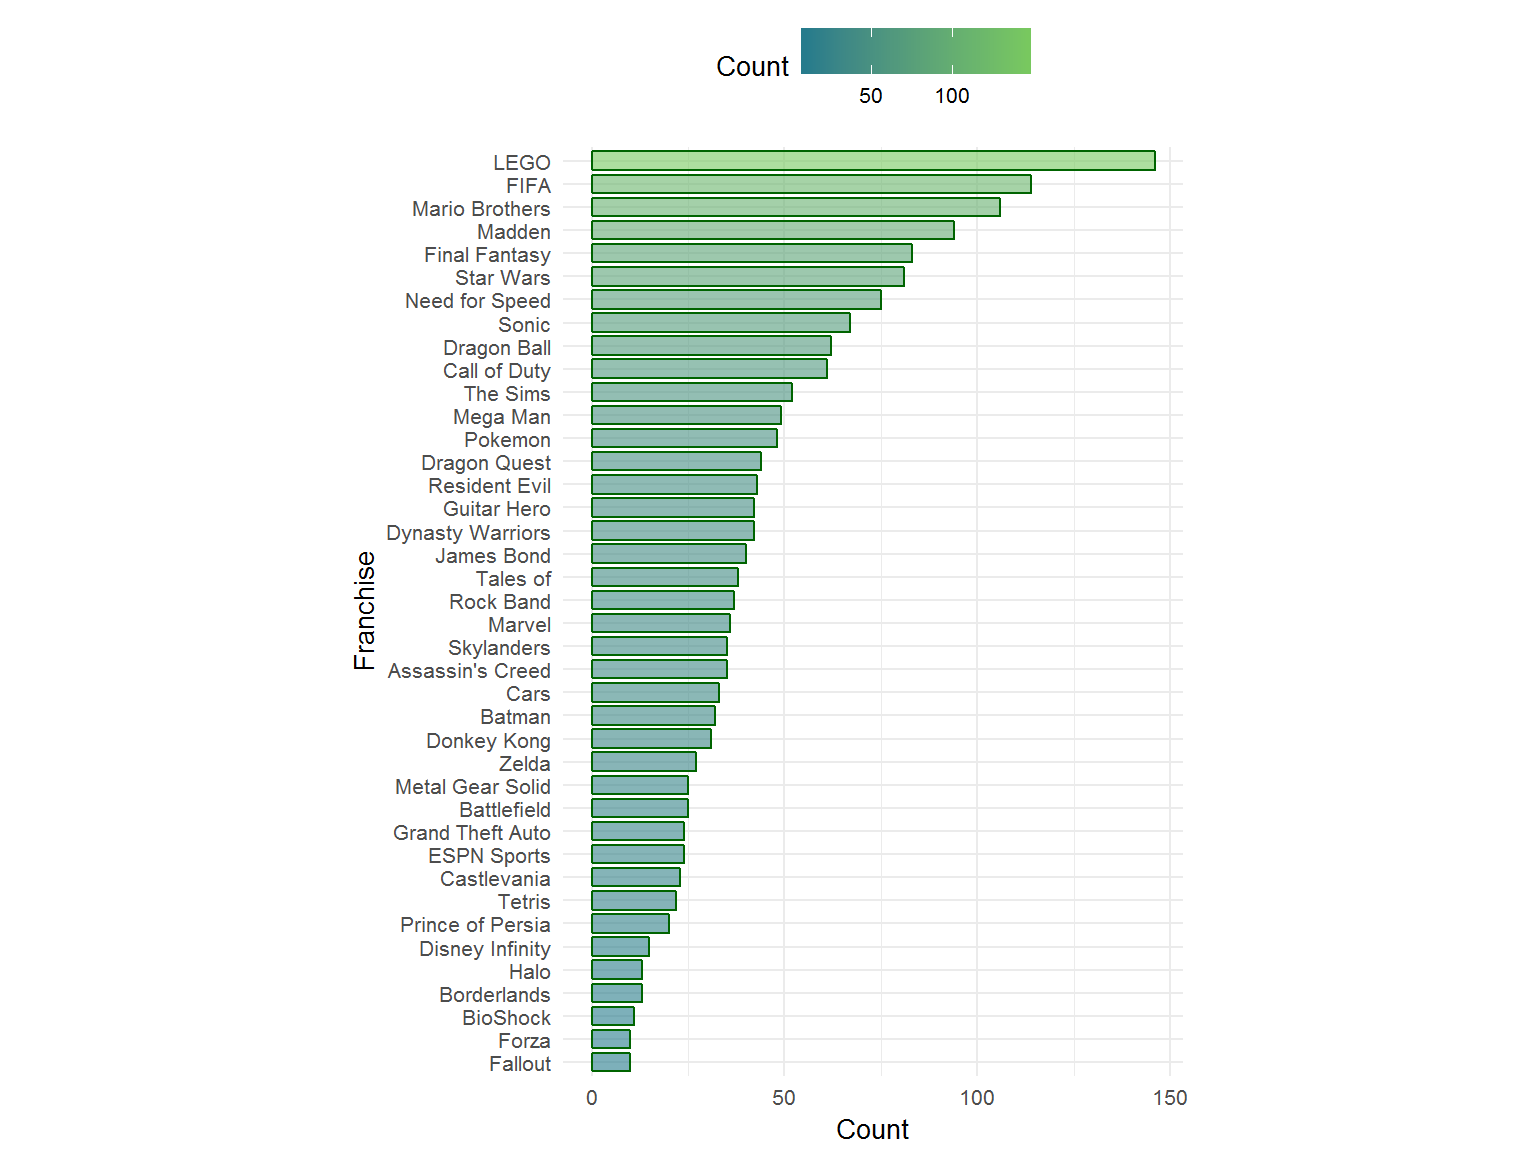 Count
50 100
LEGO
FIFA
Mario Brothers
Madden
Final Fantasy
Star Wars
Need for Speed
Sonic
Dragon Ball
Call of Duty
The Sims
Mega Man
Pokemon
Dragon Quest
Resident Evil
Guitar Hero
Dynasty Warriors
James Bond
Tales of
Rock Band
Marvel
Skylanders
Assassin's Creed
Cars
Batman
Donkey Kong
Zelda
Metal Gear Solid
Battlefield
Grand Theft Auto
ESPN Sports
Castlevania
Tetris
Prince of Persia
Disney Infinity
Halo
Borderlands
BioShock
Forza
Fallout
Franchise
0 50 100 150
Count